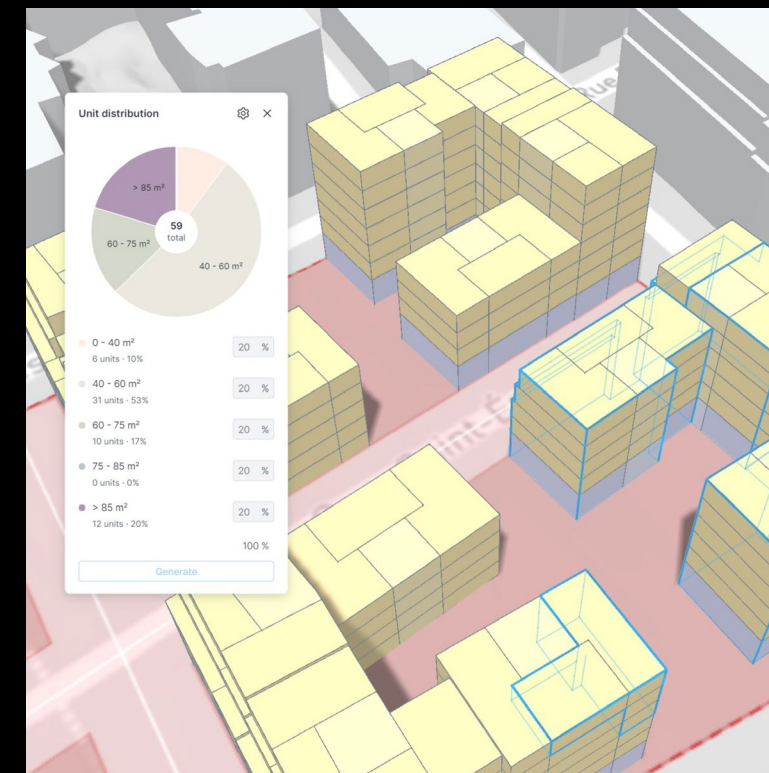 Unit distribution
> 85 m²
60 - 75 m²
59
total
40 - 60 m²
0 - 40 m²
6 units · 10%
20 %
40 - 60 m²
31 units · 53%
20 %
60 - 75 m²
10 units · 17%
20 %
75 - 85 m²
0 units · 0%
20 %
> 85 m²
12 units · 20%
20 %
100 %
Generate
Rue